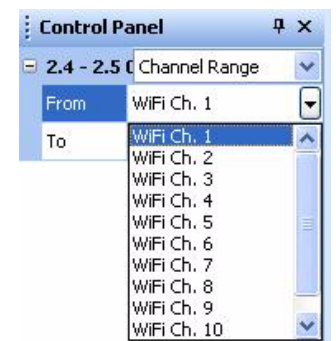 Control Panel
2.4 - 2.5 Channel Range
From WiFi Ch. 1
To WiFi Ch. 1
WiFi Ch. 2
WiFi Ch. 3
WiFi Ch. 4
WiFi Ch. 5
WiFi Ch. 6
WiFi Ch. 7
WiFi Ch. 8
WiFi Ch. 9
WiFi Ch. 10